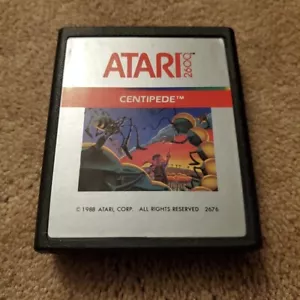 ATARI 2600
CENTIPEDE™
© 1988 ATARI, CORP. ALL RIGHTS RESERVED 2676